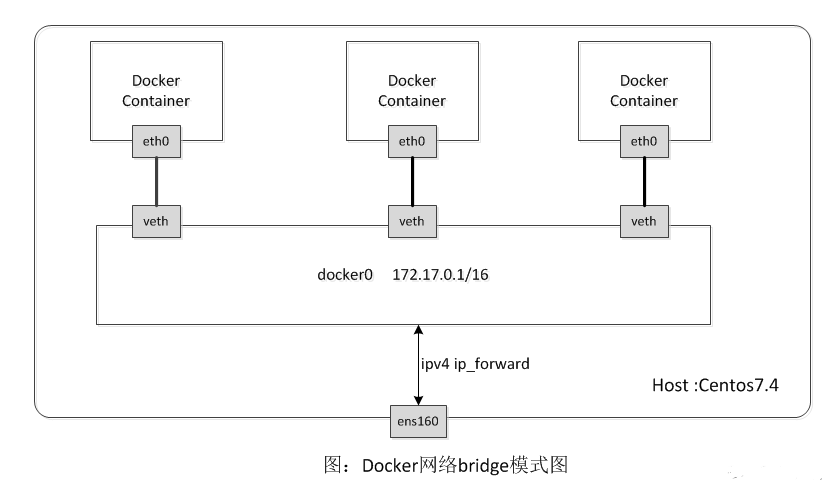 Docker
Container
Docker
Container
Docker
Container
eth0
eth0
eth0
veth
veth
veth
docker0 172.17.0.1/16
ipv4 ip_forward
Host :Centos7.4
ens160
图：Docker网络bridge模式图